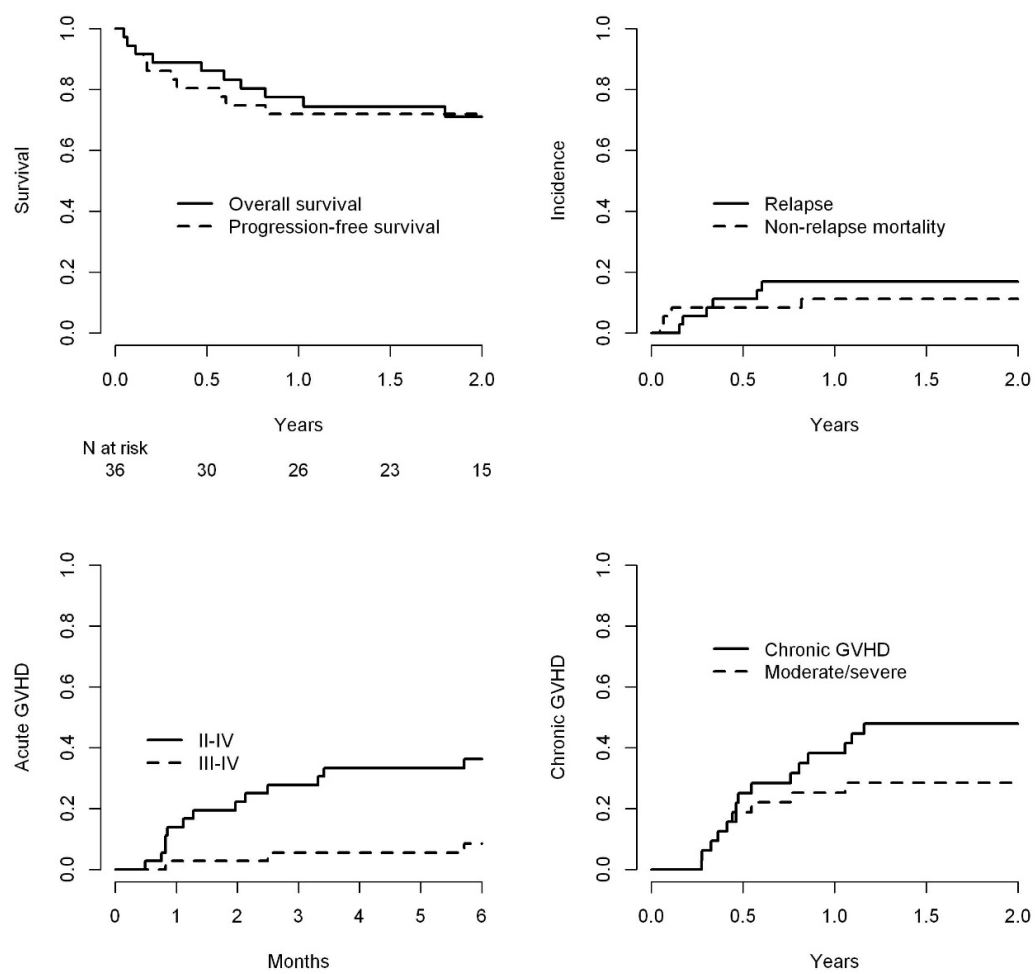 Survival
1.0
0.8
0.6
0.4
0.2
0.0
Overall survival
Progression-free survival
0.0 0.5 1.0 1.5 2.0
Years
N at risk
36 30 26 23 15
Incidence
1.0
0.8
0.6
0.4
0.2
0.0
Relapse
Non-relapse mortality
0.0 0.5 1.0 1.5 2.0
Years
Acute GVHD
1.0
0.8
0.6
0.4
0.2
0.0
II-IV
III-IV
0 1 2 3 4 5 6
Months
Chronic GVHD
1.0
0.8
0.6
0.4
0.2
0.0
Chronic GVHD
Moderate/severe
0.0 0.5 1.0 1.5 2.0
Years